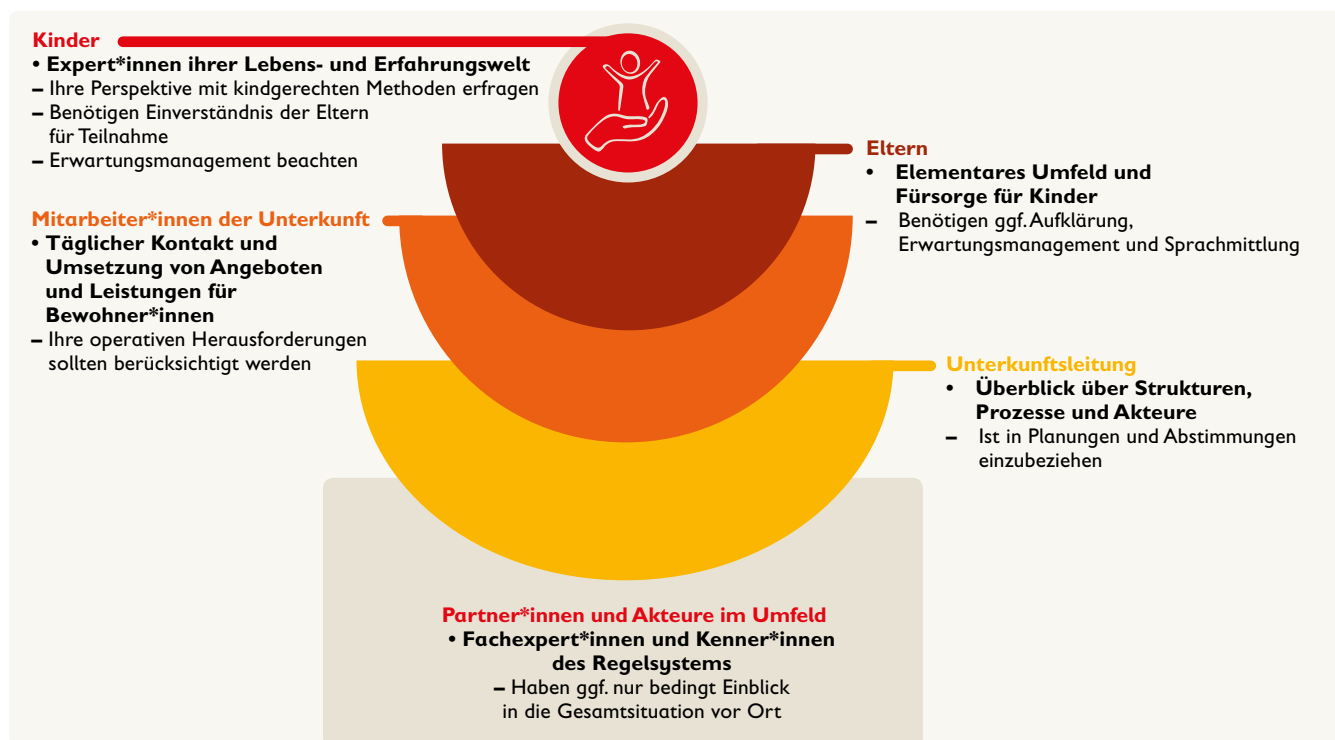 Kinder
• Expert*innen ihrer Lebens- und Erfahrungswelt
– Ihre Perspektive mit kindgerechten Methoden erfragen
– Benötigen Einverständnis der Eltern
für Teilnahme
– Erwartungsmanagement beachten
Eltern
• Elementares Umfeld und
Fürsorge für Kinder
– Benötigen ggf. Aufklärung,
Erwartungsmanagement und Sprachmittlung
Mitarbeiter*innen der Unterkunft
• Täglicher Kontakt und
Umsetzung von Angeboten
und Leistungen für
Bewohner*innen
– Ihre operativen Herausforderungen
sollten berücksichtigt werden
Unterkunftsleitung
• Überblick über Strukturen,
Prozesse und Akteure
– Ist in Planungen und Abstimmungen
einzubeziehen
Partner*innen und Akteure im Umfeld
• Fachexpert*innen und Kenner*innen
des Regelsystems
– Haben ggf. nur bedingt Einblick
in die Gesamtsituation vor Ort